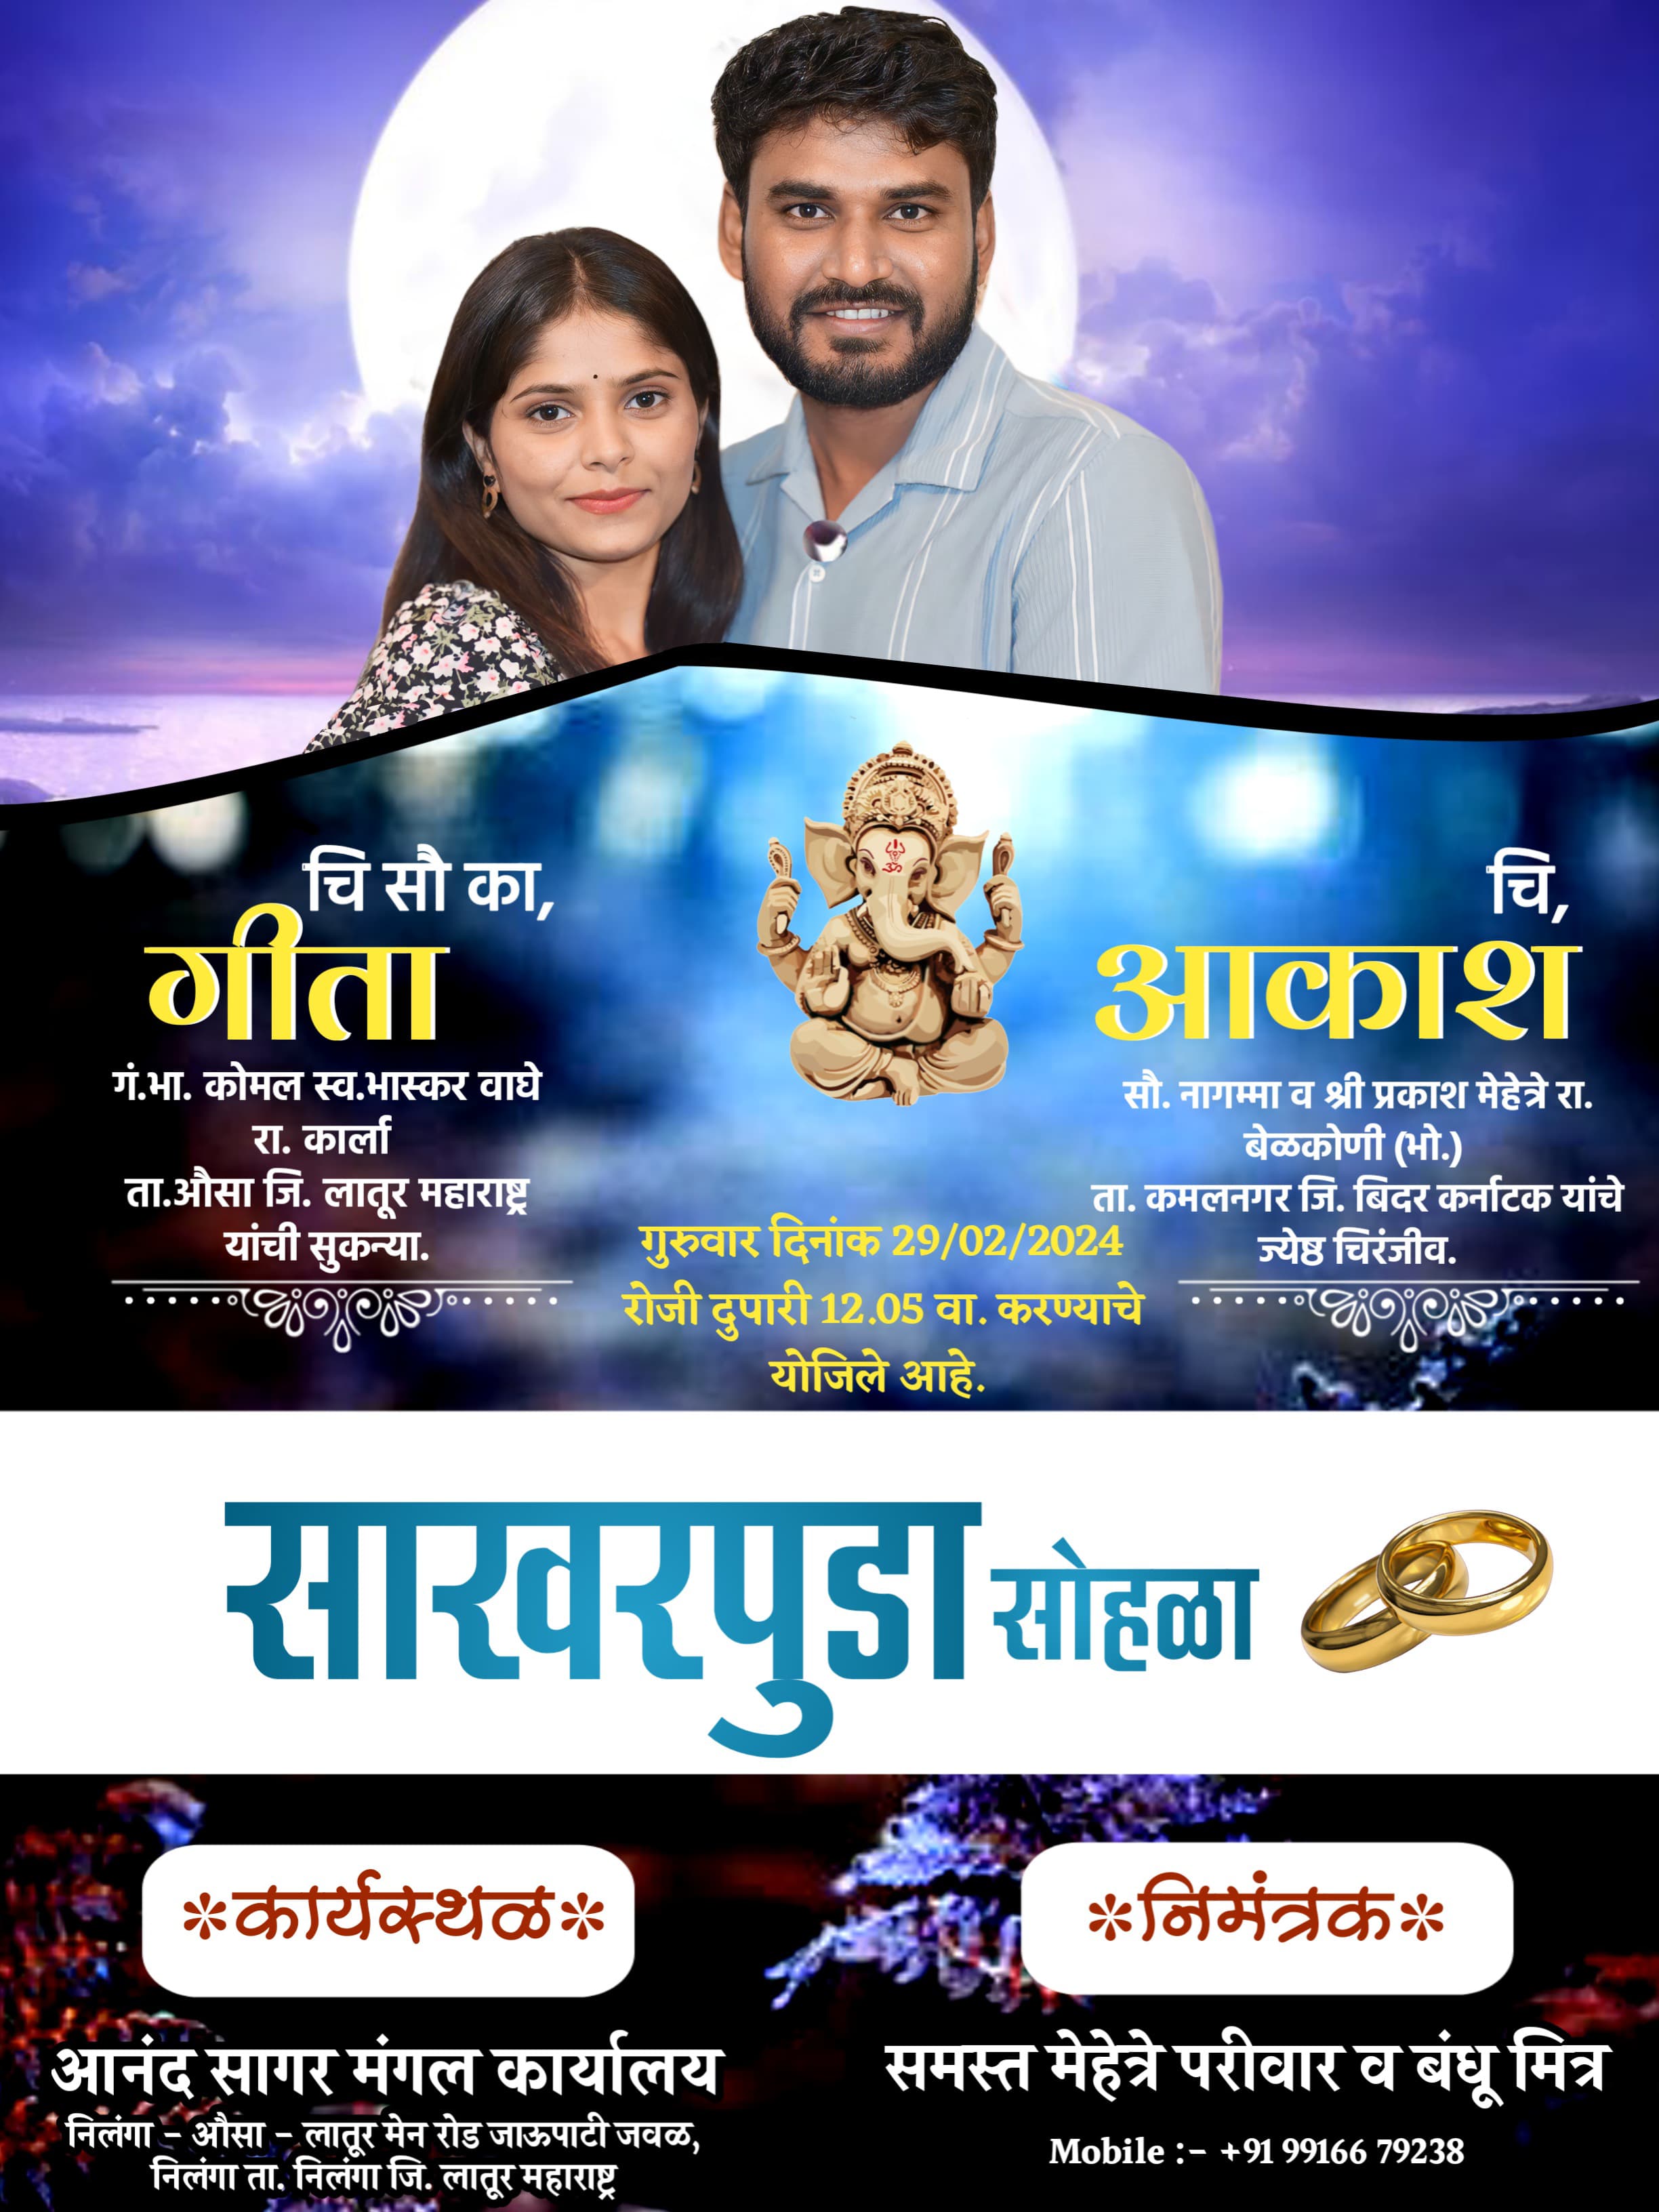 चि सौ का,
गीता
गं.भा. कोमल स्व.भास्कर वाघे
रा. कार्ला
ता.औसा जि. लातूर महाराष्ट्र
यांची सुकन्या.
चि,
आकाश
सौ. नागम्मा व श्री प्रकाश मेहेत्रे रा.
बेळकोणी (भो.)
ता. कमलनगर जि. बिदर कर्नाटक यांचे
ज्येष्ठ चिरंजीव.
गुरुवार दिनांक 29/02/2024
रोजी दुपारी 12.05 वा. करण्याचे
योजिले आहे.
साखरपुडा सोहळा
*कार्यस्थळ*
आनंद सागर मंगल कार्यालय
निलंगा - औसा - लातूर मेन रोड जाऊपाटी जवळ,
निलंगा ता. निलंगा जि. लातूर महाराष्ट्र
*निमंत्रक*
समस्त मेहेत्रे परीवार व बंधू मित्र
Mobile :- +91 99166 79238